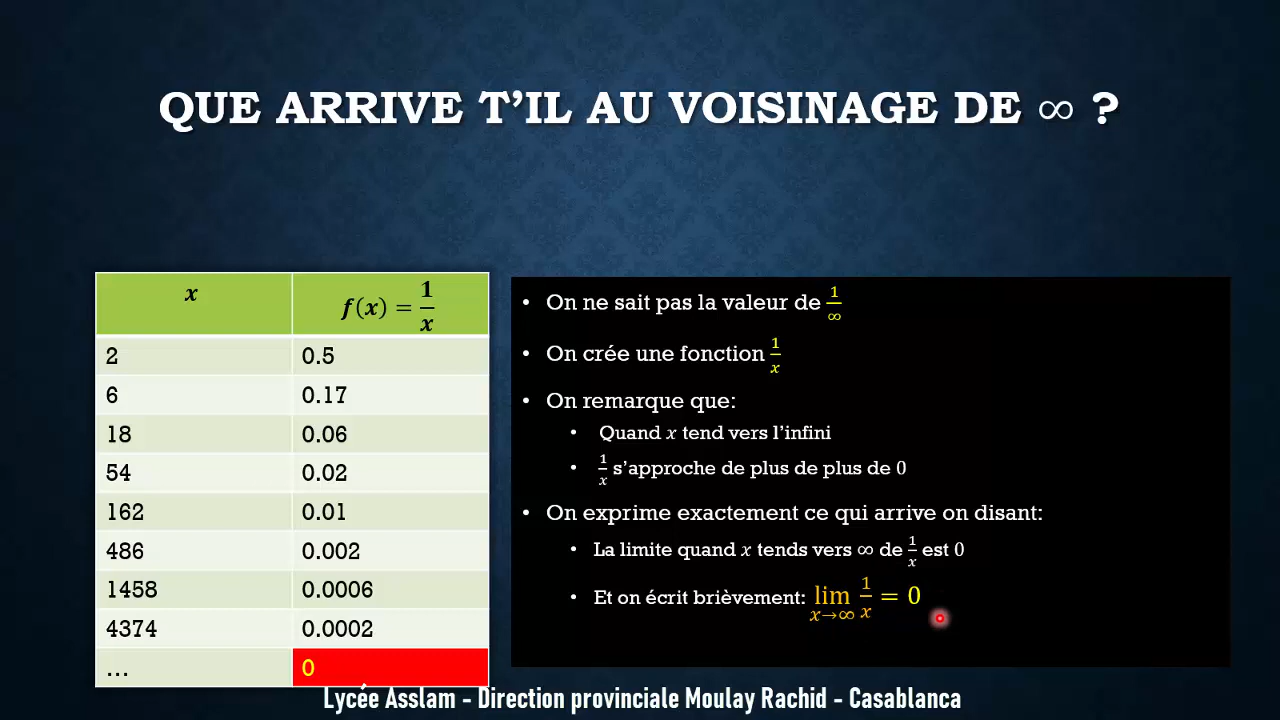 QUE ARRIVE T’IL AU VOISINAGE DE ∞ ?
x f(x) = 1/x
2 0.5
6 0.17
18 0.06
54 0.02
162 0.01
486 0.002
1458 0.0006
4374 0.0002
... 0
• On ne sait pas la valeur de 1/∞
• On crée une fonction 1/x
• On remarque que:
• Quand x tend vers l’infini
• 1/x s’approche de plus de plus de 0
• On exprime exactement ce qui arrive on disant:
• La limite quand x tends vers ∞ de 1/x est 0
• Et on écrit brièvement: lim x→∞ 1/x = 0
Lycée Asslam - Direction provinciale Moulay Rachid - Casablanca